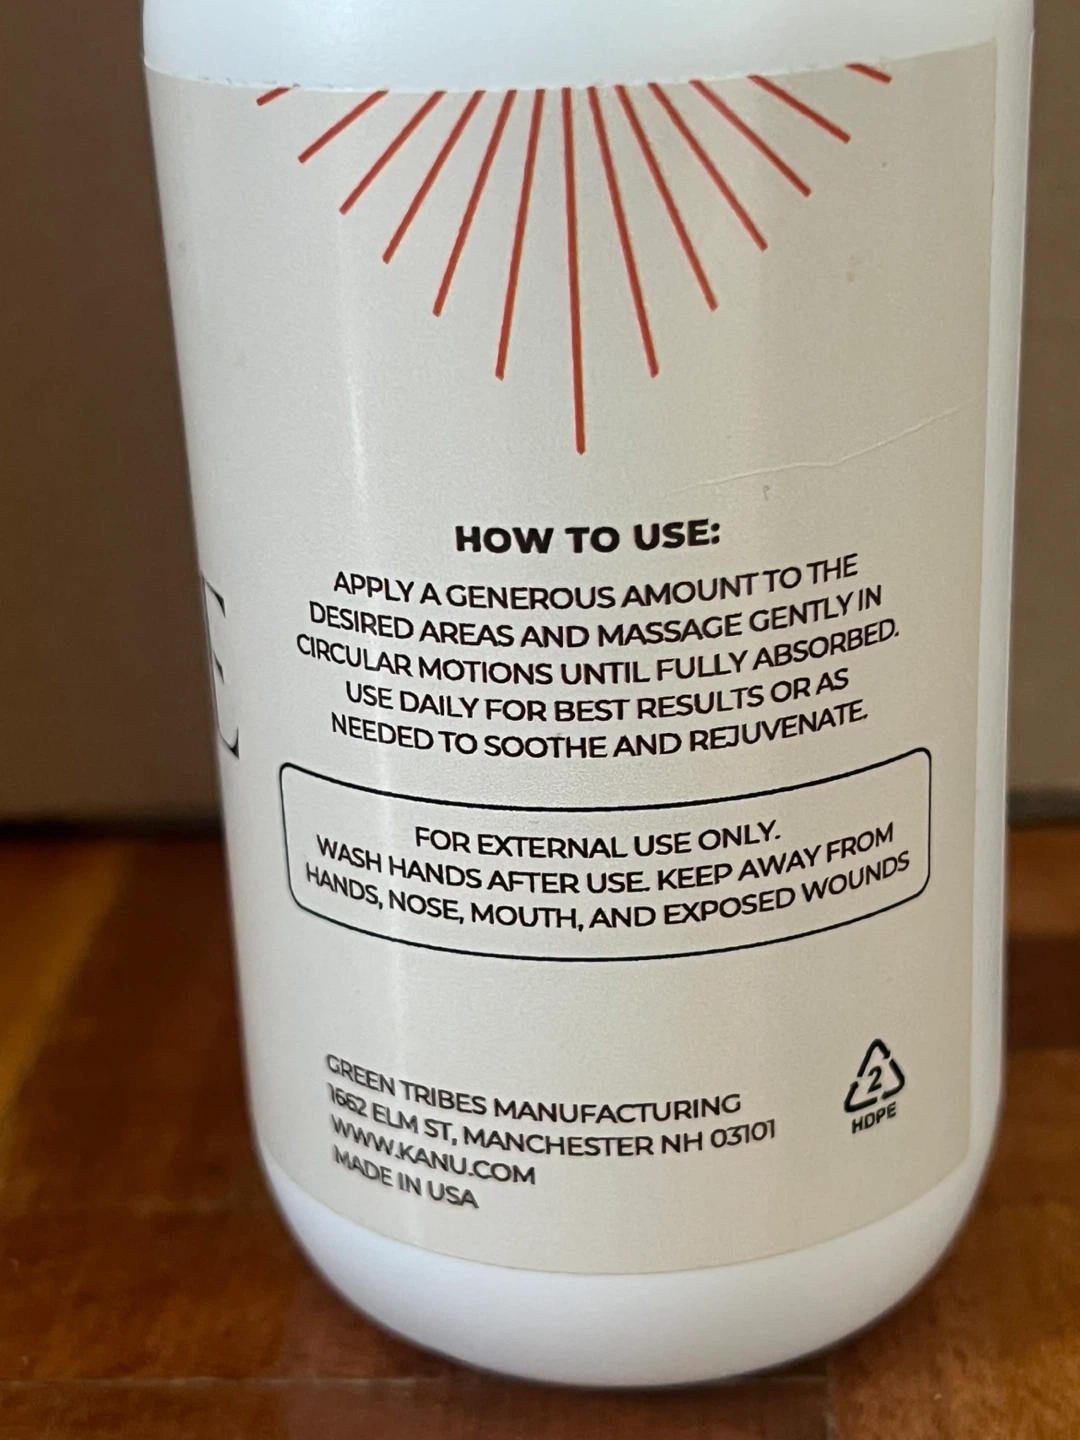 E
HOW TO USE:
APPLY A GENEROUS AMOUNT TO THE
DESIRED AREAS AND MASSAGE GENTLY IN
CIRCULAR MOTIONS UNTIL FULLY ABSORBED.
USE DAILY FOR BEST RESULTS OR AS
NEEDED TO SOOTHE AND REJUVENATE.
FOR EXTERNAL USE ONLY.
WASH HANDS AFTER USE. KEEP AWAY FROM
HANDS, NOSE, MOUTH, AND EXPOSED WOUNDS
GREEN TRIBES MANUFACTURING
1662 ELM ST, MANCHESTER NH 03101
WWW.KANU.COM
MADE IN USA
2
HDPE